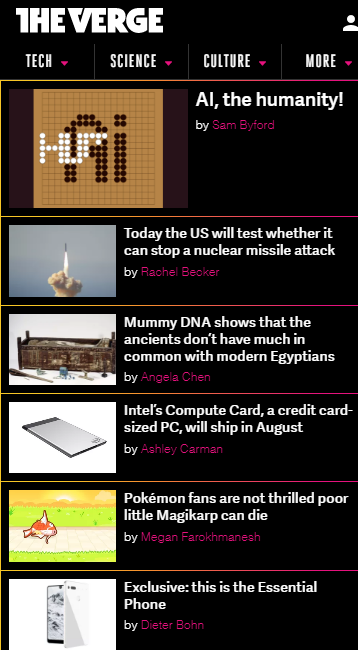 THE VERGE
TECH SCIENCE CULTURE MORE
HUM
Ai
AI, the humanity!
by Sam Byford
Today the US will test whether it
can stop a nuclear missile attack
by Rachel Becker
Mummy DNA shows that the
ancients don't have much in
common with modern Egyptians
by Angela Chen
Intel's Compute Card, a credit card-
sized PC, will ship in August
by Ashley Carman
Pokémon fans are not thrilled poor
little Magikarp can die
by Megan Farokhmanesh
Exclusive: this is the Essential
Phone
by Dieter Bohn